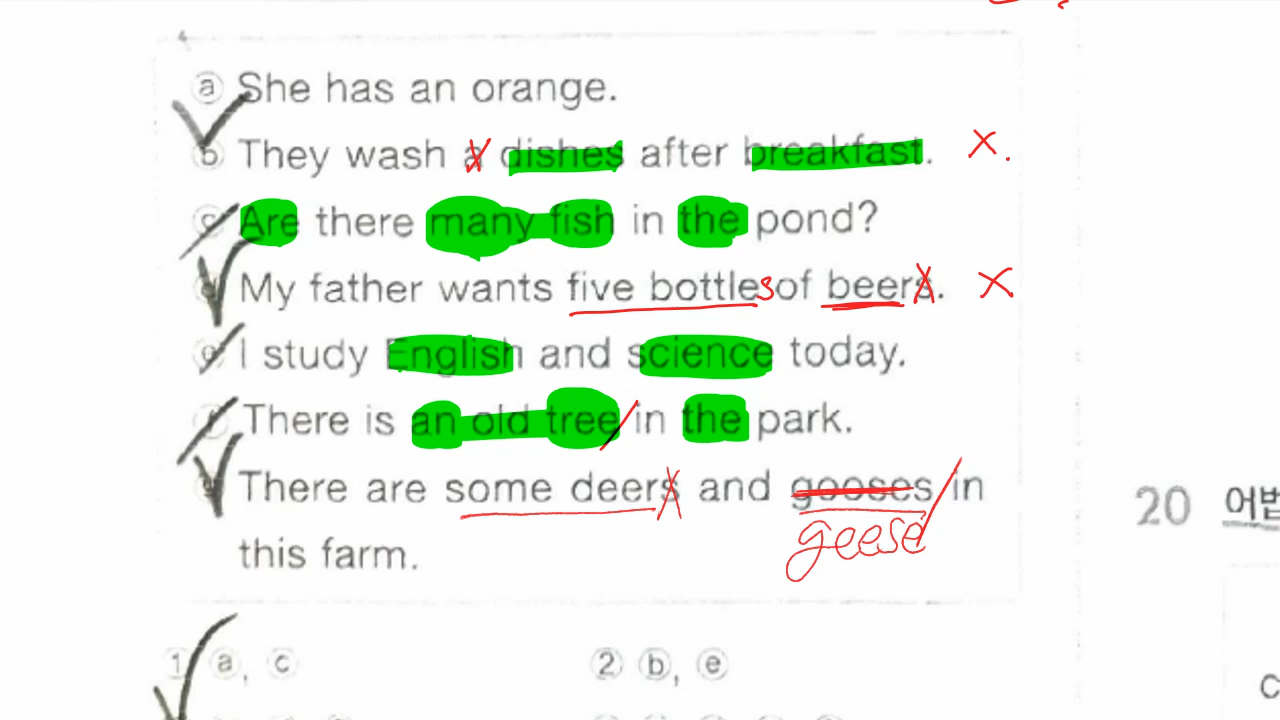 ⓐ She has an orange.
ⓑ They wash a dishes after breakfast. X.
ⓒ Are there many fish in the pond?
ⓓ My father wants five bottles of beers. X
ⓔ I study English and science today.
ⓕ There is an old tree in the park.
ⓖ There are some deers and gooses in
geese
this farm.
20 어법
① ⓐ, ⓒ
② ⓑ, ⓔ